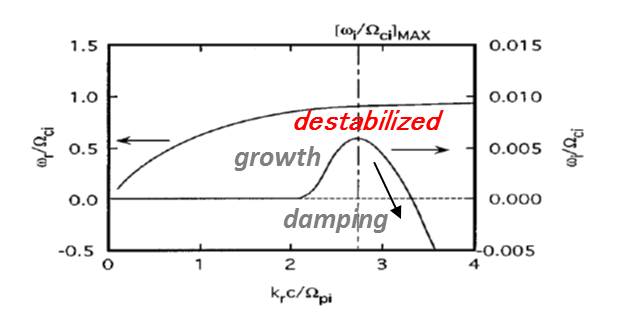 [ωi/Ωci]MAX
1.5
1.0
0.5
0.0
-0.5
0.015
0.010
0.005
0.000
-0.005
ωr/Ωci
ωi/Ωci
destabilized
growth
damping
0
1
2
3
4
krc/Ωpi